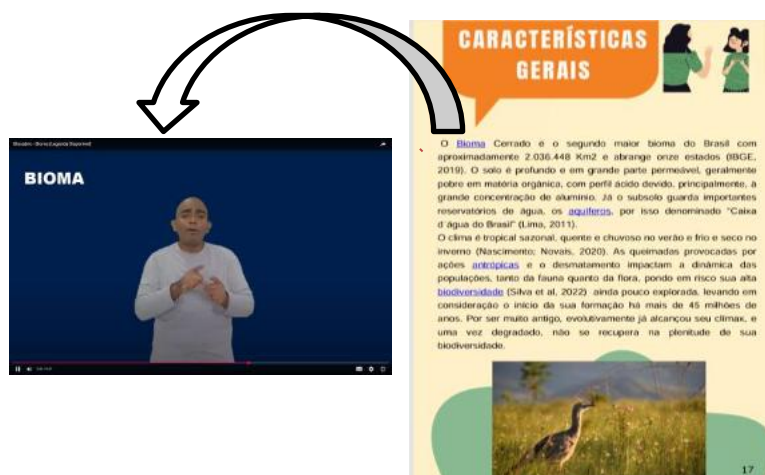 CARACTERÍSTICAS
GERAIS
BIOMA
O Bioma Cerrado é o segundo maior bioma do Brasil com
aproximadamente 2.036.448 Km2 e abrange onze estados (IBGE,
2019). O solo é profundo e em grande parte permeável, geralmente
pobre em matéria orgânica, com perfil ácido devido, principalmente, à
grande concentração de alumínio. Já o subsolo guarda importantes
reservatórios de água, os aquíferos, por isso denominado "Caixa
d´água do Brasil" (Lima, 2011).
O clima é tropical sazonal, quente e chuvoso no verão e frio e seco no
inverno (Nascimento; Novais, 2020). As queimadas provocadas por
ações antrópicas e o desmatamento impactam a dinâmica das
populações, tanto da fauna quanto da flora, pondo em risco sua alta
biodiversidade (Silva et al, 2022) ainda pouco explorada, levando em
consideração o início da sua formação há mais de 45 milhões de
anos. Por ser muito antigo, evolutivamente já alcançou seu clímax, e
uma vez degradado, não se recupera na plenitude de sua
biodiversidade.
17